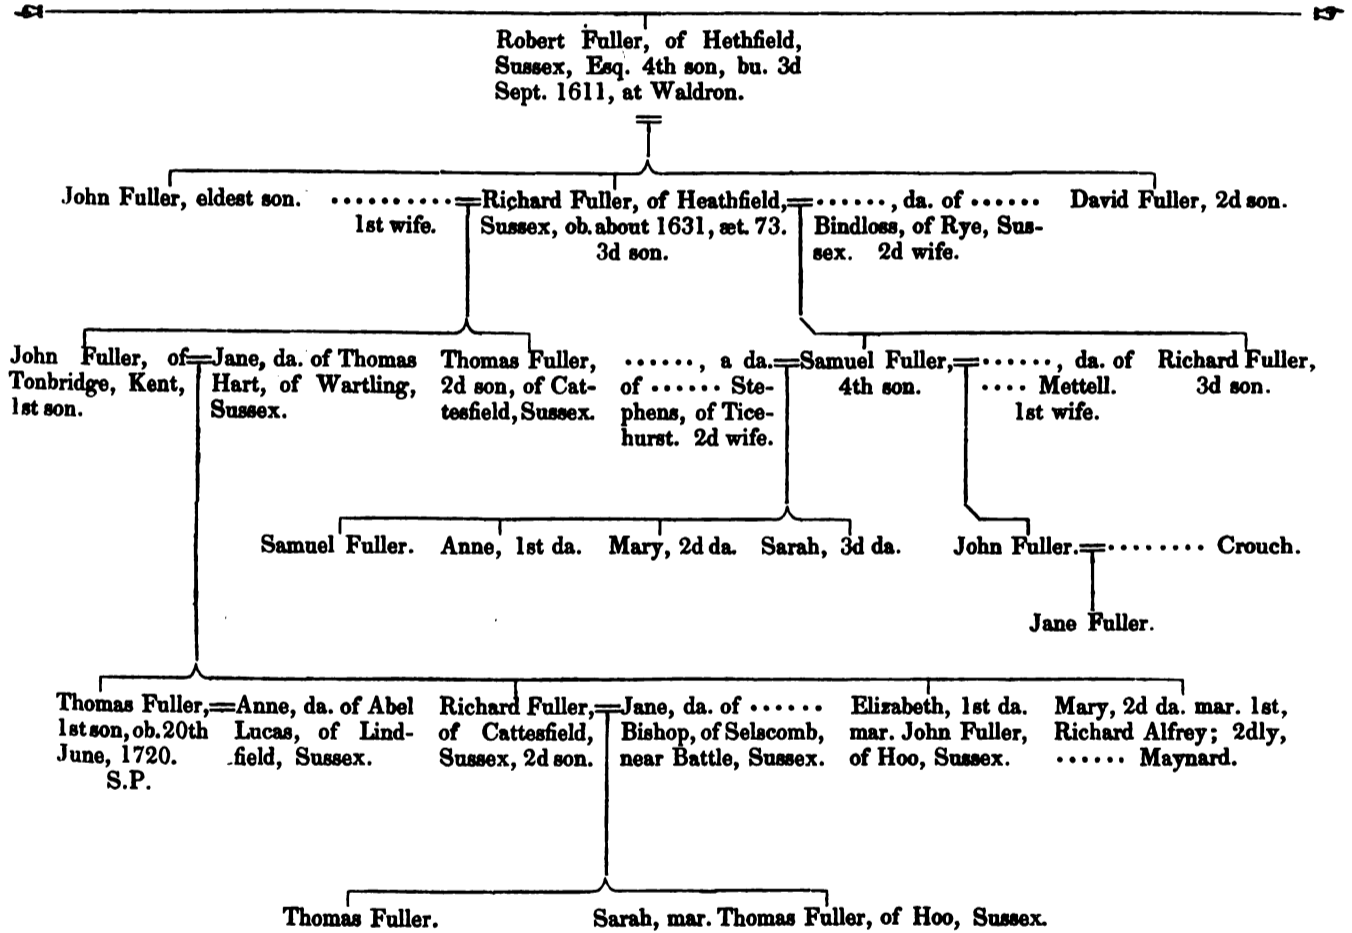 Robert Fuller, of Hethfield,
Sussex, Esq. 4th son, bu. 3d
Sept. 1611, at Waldron.
John Fuller, eldest son.
·········
1st wife.
Richard Fuller, of Heathfield,
Sussex, ob. about 1631, æt. 73.
3d son.
······, da. of ······
Bindloss, of Rye, Sus-
sex. 2d wife.
David Fuller, 2d son.
John Fuller, of
Tonbridge, Kent,
1st son.
Jane, da. of Thomas
Hart, of Wartling,
Sussex.
Thomas Fuller,
2d son, of Cat-
tesfield, Sussex.
······, a da.
of ······ Ste-
phens, of Tice-
hurst. 2d wife.
Samuel Fuller,
4th son.
······, da. of
···· Mettell.
1st wife.
Richard Fuller,
3d son.
Samuel Fuller.
Anne, 1st da.
Mary, 2d da.
Sarah, 3d da.
John Fuller.
········ Crouch.
Jane Fuller.
Thomas Fuller,
1st son, ob. 20th
June, 1720.
S.P.
Anne, da. of Abel
Lucas, of Lind-
field, Sussex.
Richard Fuller,
of Cattesfield,
Sussex, 2d son.
Jane, da. of ······
Bishop, of Selscomb,
near Battle, Sussex.
Elizabeth, 1st da.
mar. John Fuller,
of Hoo, Sussex.
Mary, 2d da. mar. 1st,
Richard Alfrey; 2dly,
······ Maynard.
Thomas Fuller.
Sarah, mar. Thomas Fuller, of Hoo, Sussex.